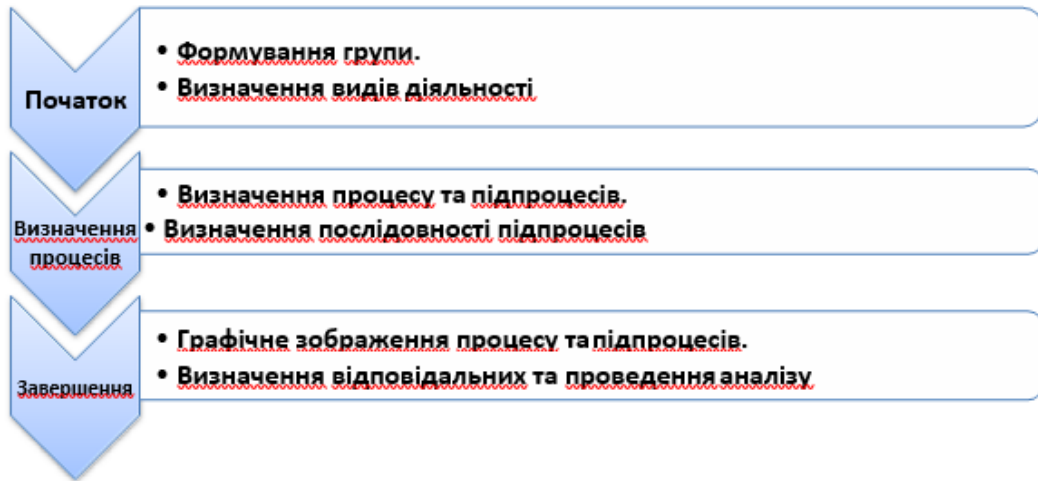 Початок
• Формування групи.
• Визначення видів діяльності
Визначення
процесів
• Визначення процесу та підпроцесів.
• Визначення послідовності підпроцесів
Завершення
• Графічне зображення процесу та підпроцесів.
• Визначення відповідальних та проведення аналізу